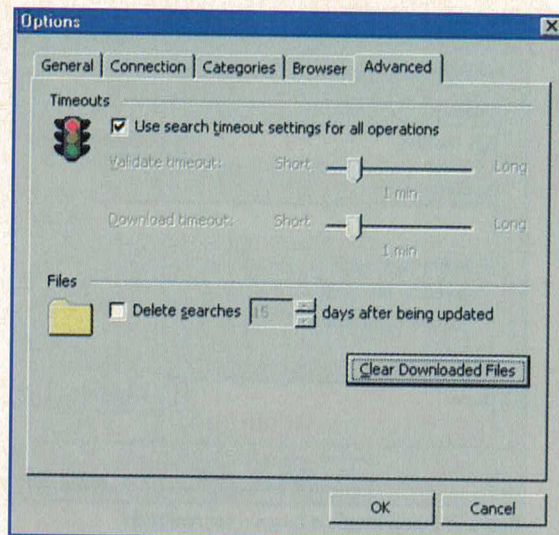 Options
General Connection Categories Browser Advanced
Timeouts
Use search timeout settings for all operations
Validate timeout: Short Long
1 min
Download timeout: Short Long
1 min
Files
Delete searches 15 days after being updated
Clear Downloaded Files
OK Cancel